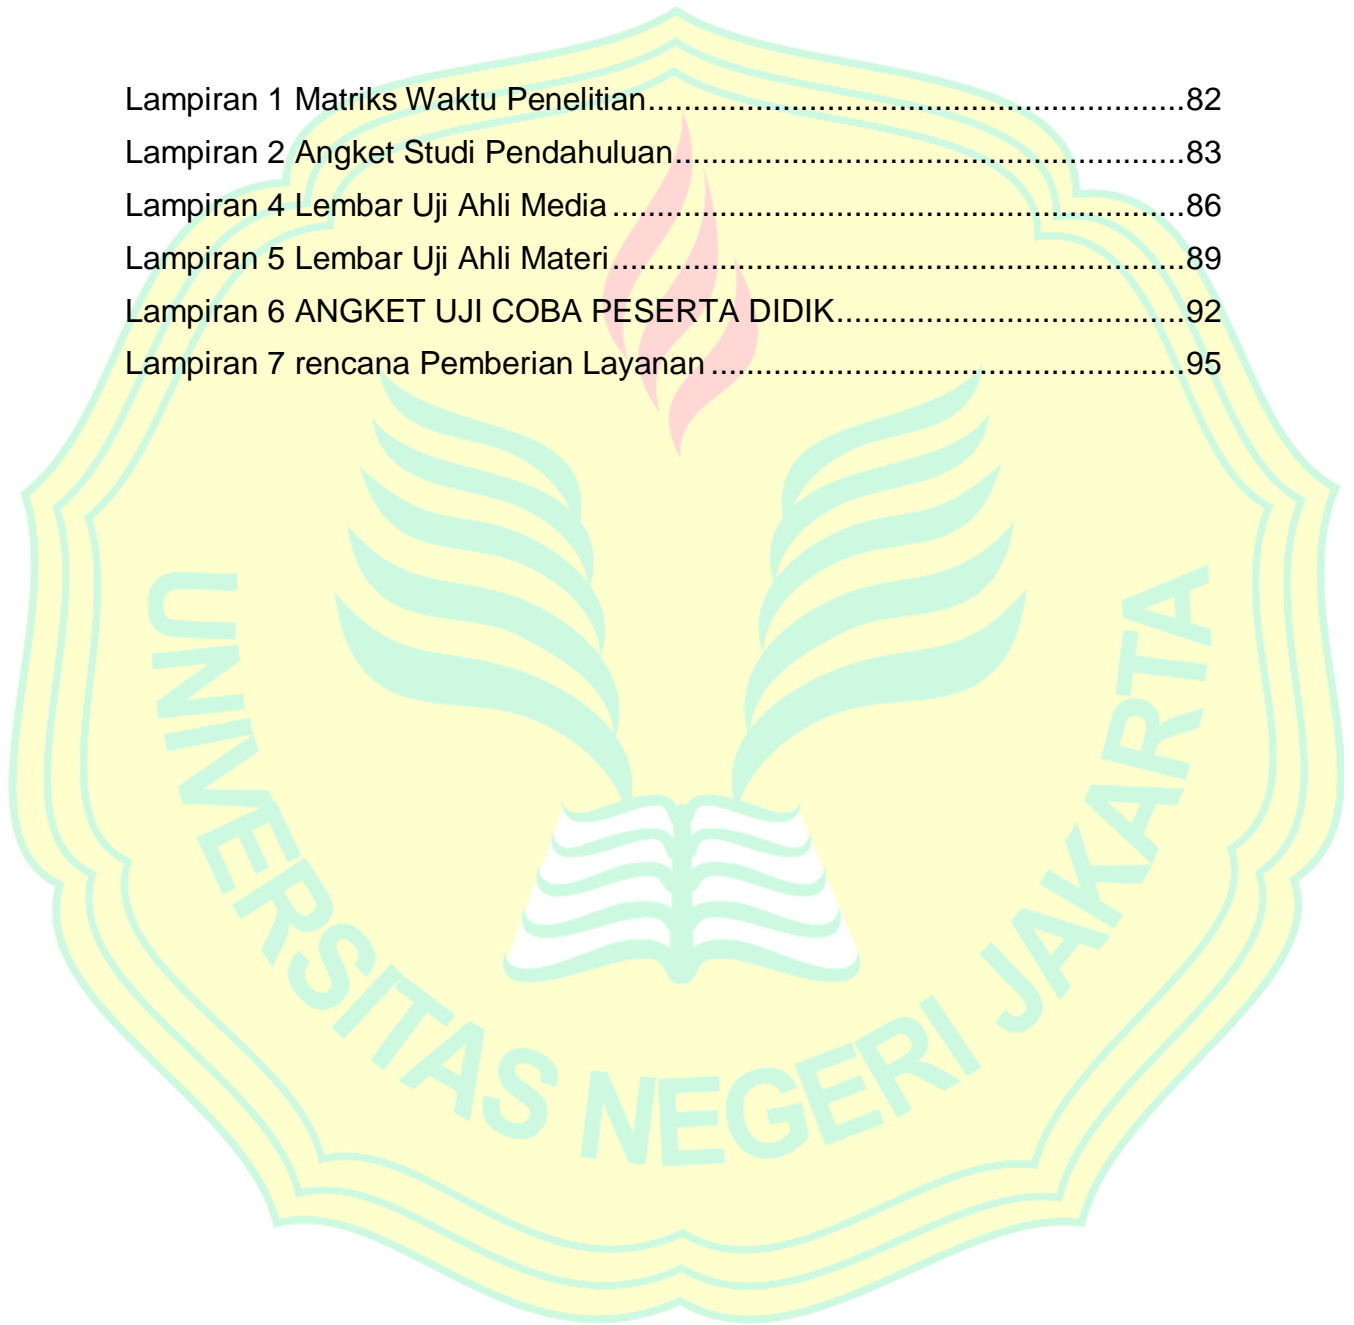 Lampiran 1 Matriks Waktu Penelitian............................................................82
Lampiran 2 Angket Studi Pendahuluan.........................................................83
Lampiran 4 Lembar Uji Ahli Media................................................................86
Lampiran 5 Lembar Uji Ahli Materi................................................................89
Lampiran 6 ANGKET UJI COBA PESERTA DIDIK.......................................92
Lampiran 7 rencana Pemberian Layanan.....................................................95
UNIVERSITAS NEGERI JAKARTA